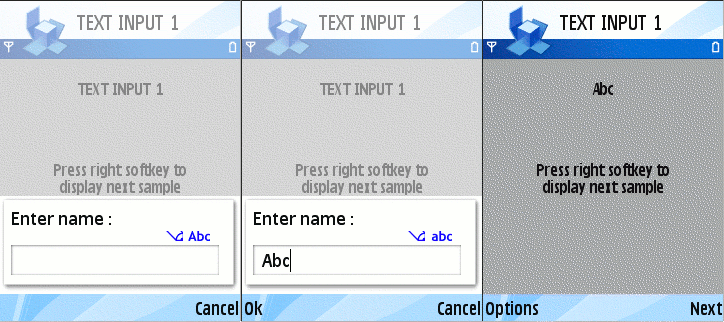 TEXT INPUT 1
TEXT INPUT 1
Press right softkey to
display next sample
Enter name :
Abc
Cancel
TEXT INPUT 1
TEXT INPUT 1
Press right softkey to
display next sample
Enter name :
abc
Abc
Ok Cancel
TEXT INPUT 1
Abc
Press right softkey to
display next sample
Options Next